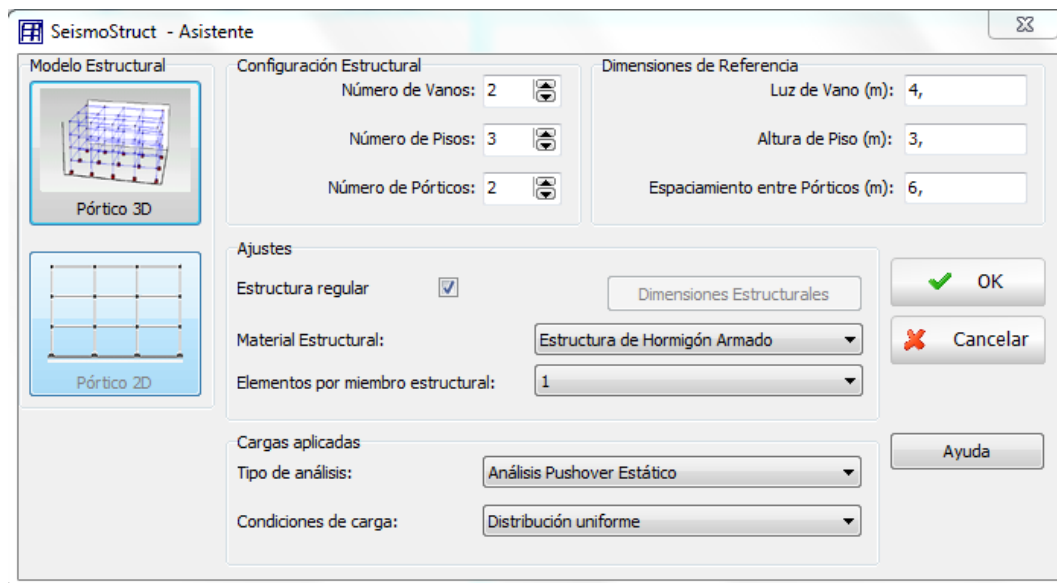 SeismoStruct - Asistente
Modelo Estructural
Pórtico 3D
Pórtico 2D
Configuración Estructural
Número de Vanos: 2
Número de Pisos: 3
Número de Pórticos: 2
Dimensiones de Referencia
Luz de Vano (m): 4,
Altura de Piso (m): 3,
Espaciamiento entre Pórticos (m): 6,
Ajustes
Estructura regular
Dimensiones Estructurales
Material Estructural: Estructura de Hormigón Armado
Elementos por miembro estructural: 1
Cargas aplicadas
Tipo de análisis: Análisis Pushover Estático
Condiciones de carga: Distribución uniforme
OK
Cancelar
Ayuda